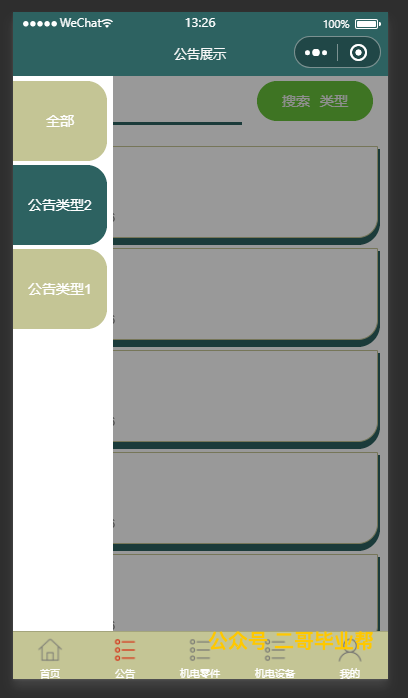 WeChat 13:26 100%
公告展示
搜索 类型
全部
公告类型2
公告类型1
公众号:二哥毕业帮
首页 公告 机电零件 机电设备 我的